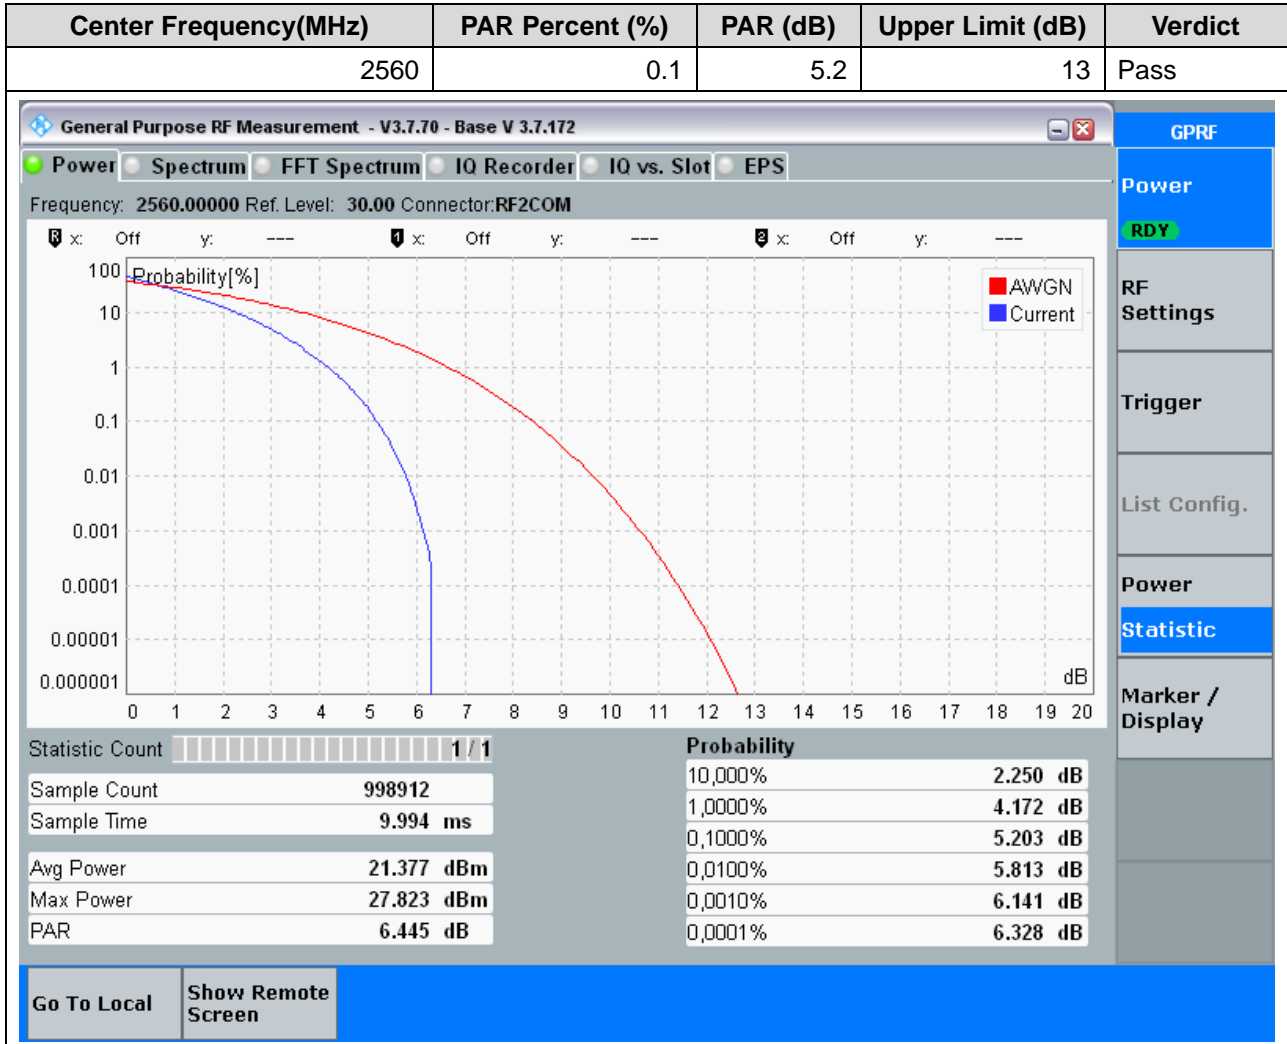 Center Frequency(MHz) PAR Percent (%) PAR (dB) Upper Limit (dB) Verdict
2560 0.1 5.2 13 Pass
General Purpose RF Measurement - V3.7.70 - Base V 3.7.172
GPRF
Power Spectrum FFT Spectrum IQ Recorder IQ vs. Slot EPS
Power
RDY
Frequency: 2560.00000 Ref. Level: 30.00 Connector:RF2COM
R x: Off y: --- 1 x: Off y: --- 2 x: Off y: ---
Probability[%]
AWGN
Current
100
10
1
0.1
0.01
0.001
0.0001
0.00001
0.000001
dB
0 1 2 3 4 5 6 7 8 9 10 11 12 13 14 15 16 17 18 19 20
RF
Settings
Trigger
List Config.
Power
Statistic
Marker /
Display
Statistic Count 1 / 1
Sample Count 998912
Sample Time 9.994 ms
Avg Power 21.377 dBm
Max Power 27.823 dBm
PAR 6.445 dB
Probability
10,000% 2.250 dB
1,0000% 4.172 dB
0,1000% 5.203 dB
0,0100% 5.813 dB
0,0010% 6.141 dB
0,0001% 6.328 dB
Go To Local
Show Remote
Screen